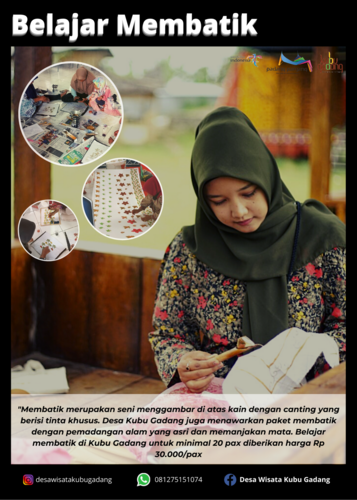 Belajar Membatik
"Membatik merupakan seni menggambar di atas kain dengan canting yang
berisi tinta khusus. Desa Kubu Gadang juga menawarkan paket membatik
dengan pemadangan alam yang asri dan memanjakan mata. Belajar
membatik di Kubu Gadang untuk minimal 20 pax diberikan harga Rp
30.000/pax
desawisatakubugadang
081275151074
Desa Wisata Kubu Gadang